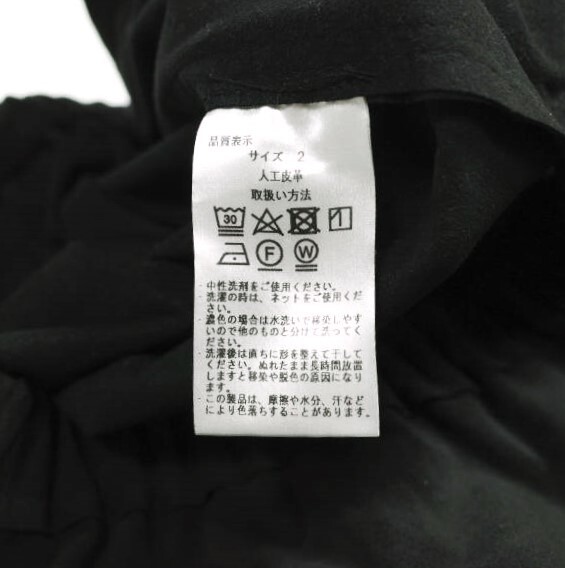 品質表示
サイズ 2
人工皮革
取扱い方法
30
F W
・中性洗剤をご使用ください。
・洗濯の時は、ネットをご使用くだ
さい。
・濃色の場合は水洗いで移染しやす
いので他のものと分けて洗ってく
ださい。
・洗濯後は直ちに形を整えて干して
ください。ぬれたまま長時間放置
しますと移染や脱色の原因になり
ます。
・この製品は、摩擦や水分、汗など
により色落ちすることがあります。